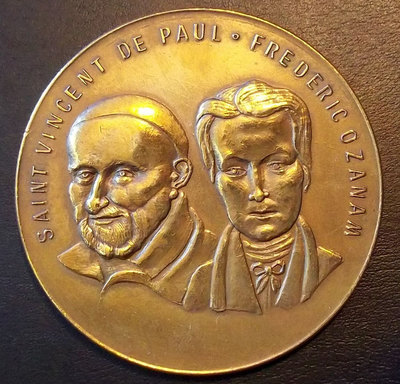 SAINT VINCENT DE PAUL • FREDERIC OZANAM